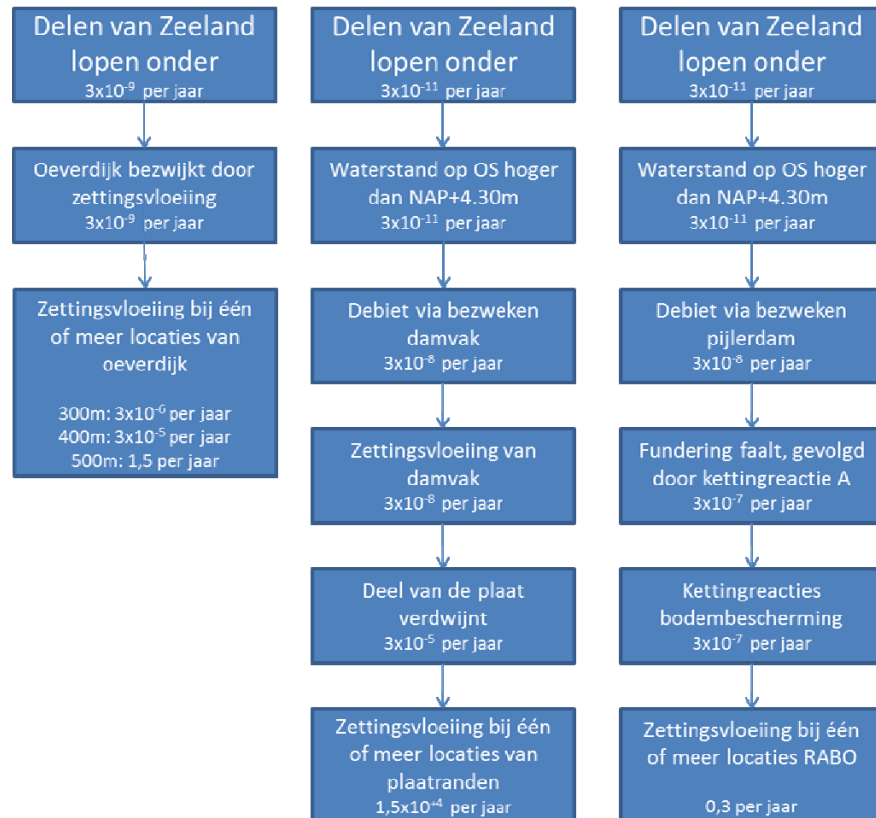 Delen van Zeeland
lopen onder
3x10⁻⁹ per jaar
Oeverdijk bezwijkt door
zettingsvloeiing
3x10⁻⁹ per jaar
Zettingsvloeiing bij één
of meer locaties van
oeverdijk
300m: 3x10⁻⁶ per jaar
400m: 3x10⁻⁵ per jaar
500m: 1,5 per jaar
Delen van Zeeland
lopen onder
3x10⁻¹¹ per jaar
Waterstand op OS hoger
dan NAP+4.30m
3x10⁻¹¹ per jaar
Debiet via bezweken
damvak
3x10⁻⁸ per jaar
Zettingsvloeiing van
damvak
3x10⁻⁸ per jaar
Deel van de plaat
verdwijnt
3x10⁻⁵ per jaar
Zettingsvloeiing bij één
of meer locaties van
plaatranden
1,5x10⁺⁴ per jaar
Delen van Zeeland
lopen onder
3x10⁻¹¹ per jaar
Waterstand op OS hoger
dan NAP+4.30m
3x10⁻¹¹ per jaar
Debiet via bezweken
pijlerdam
3x10⁻⁸ per jaar
Fundering faalt, gevolgd
door kettingreactie A
3x10⁻⁷ per jaar
Kettingreacties
bodembescherming
3x10⁻⁷ per jaar
Zettingsvloeiing bij één
of meer locaties RABO
0,3 per jaar